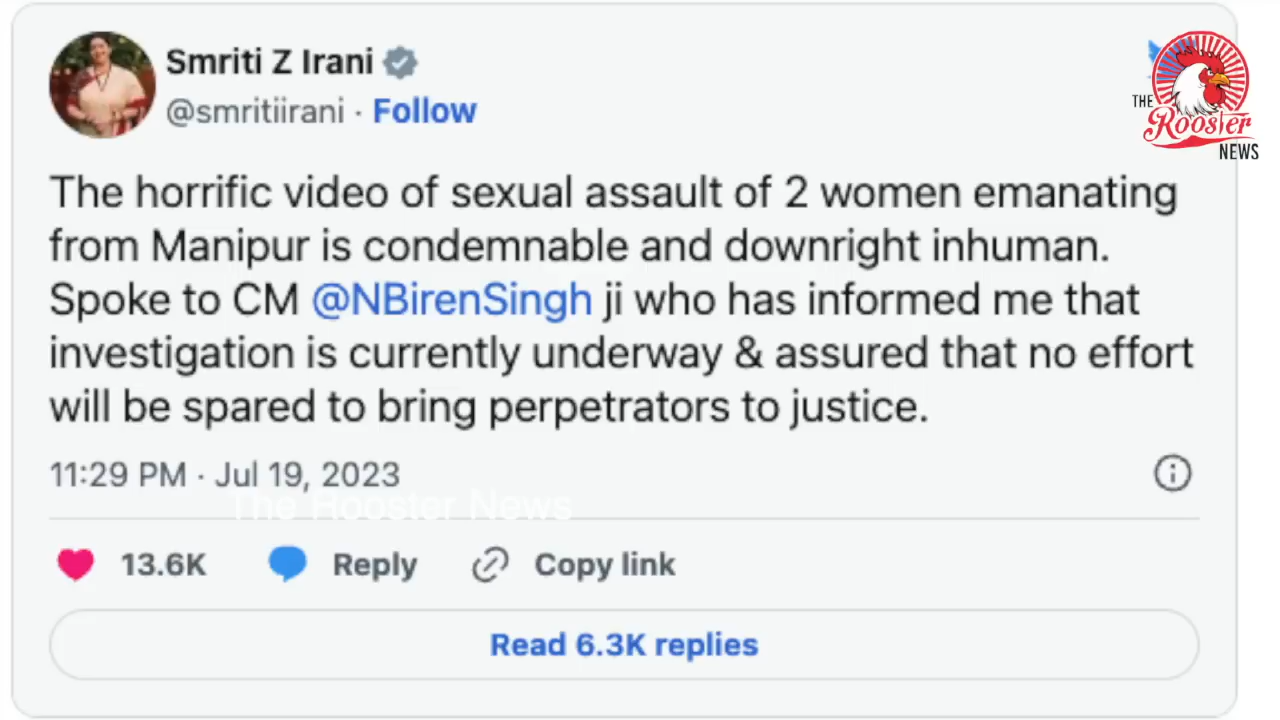 Smriti Z Irani
@smritiirani · Follow
THE
Rooster
NEWS
The horrific video of sexual assault of 2 women emanating
from Manipur is condemnable and downright inhuman.
Spoke to CM @NBirenSingh ji who has informed me that
investigation is currently underway & assured that no effort
will be spared to bring perpetrators to justice.
11:29 PM · Jul 19, 2023
The Rooster News
13.6K Reply Copy link
Read 6.3K replies